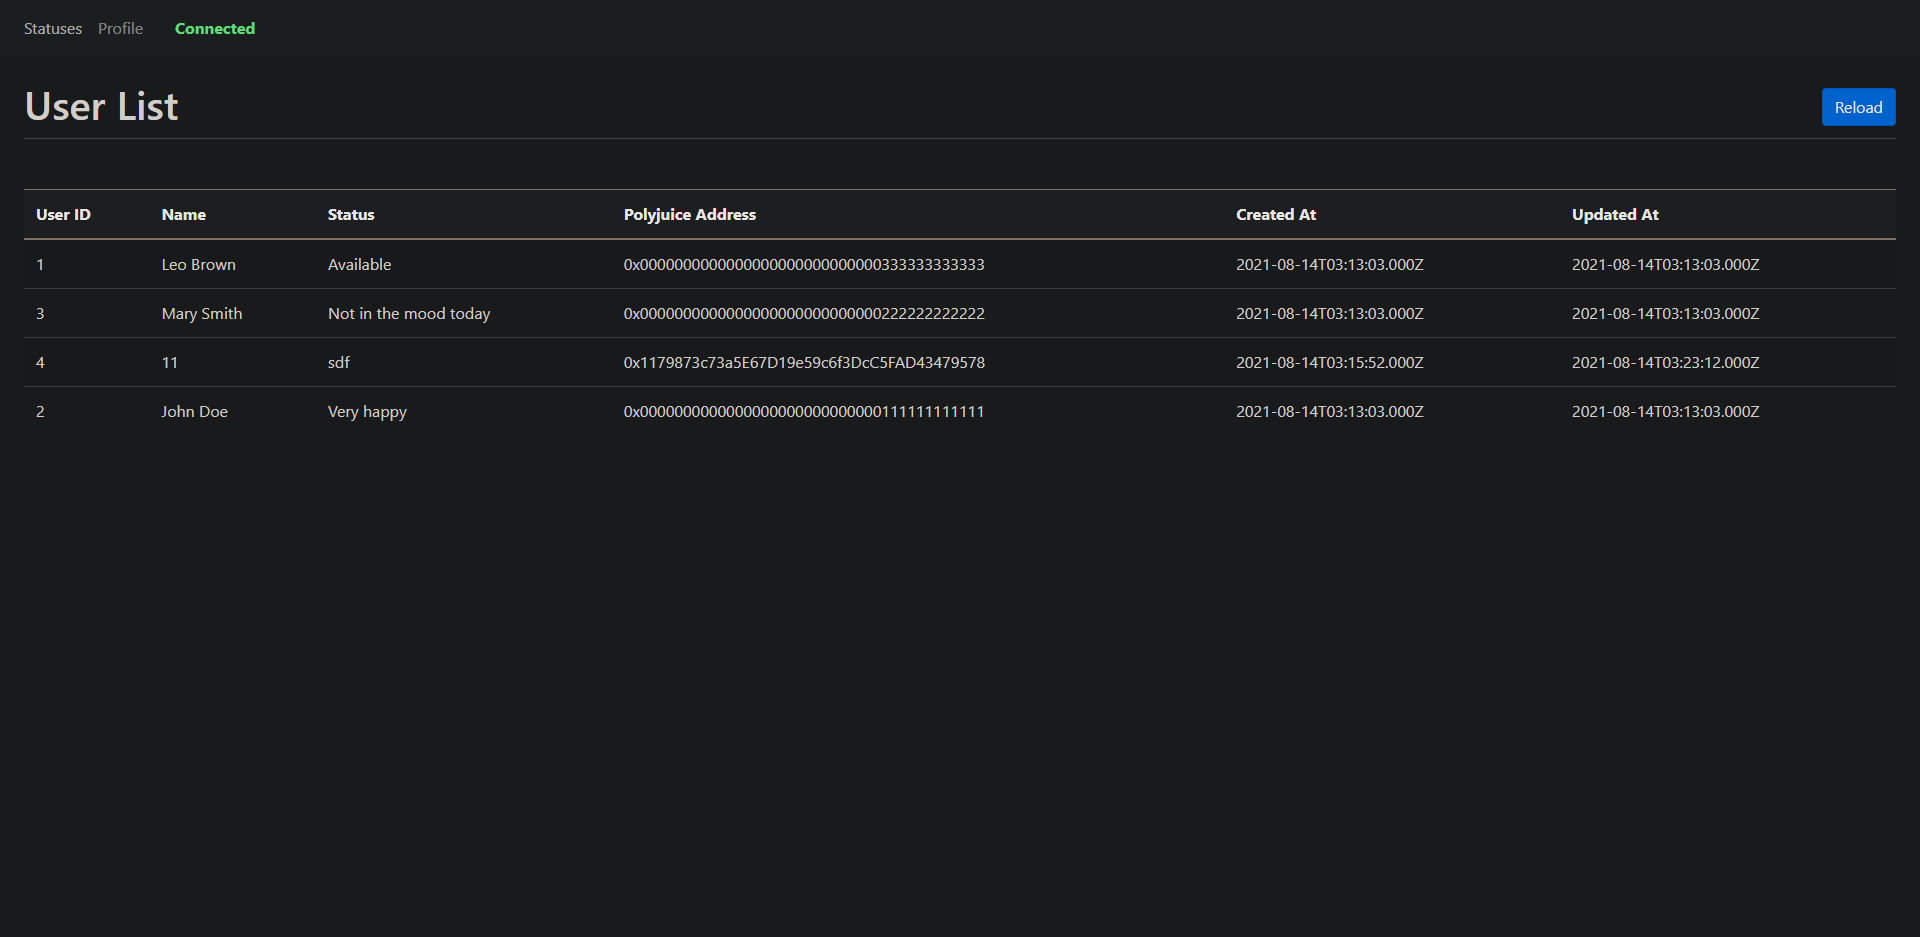 Statuses Profile Connected
User List Reload
User ID Name Status Polyjuice Address Created At Updated At
1 Leo Brown Available 0x0000000000000000000000000000333333333333 2021-08-14T03:13:03.000Z 2021-08-14T03:13:03.000Z
3 Mary Smith Not in the mood today 0x0000000000000000000000000000222222222222 2021-08-14T03:13:03.000Z 2021-08-14T03:13:03.000Z
4 11 sdf 0x1179873c73a5E67D19e59c6f3DcC5FAD43479578 2021-08-14T03:15:52.000Z 2021-08-14T03:23:12.000Z
2 John Doe Very happy 0x0000000000000000000000000000111111111111 2021-08-14T03:13:03.000Z 2021-08-14T03:13:03.000Z